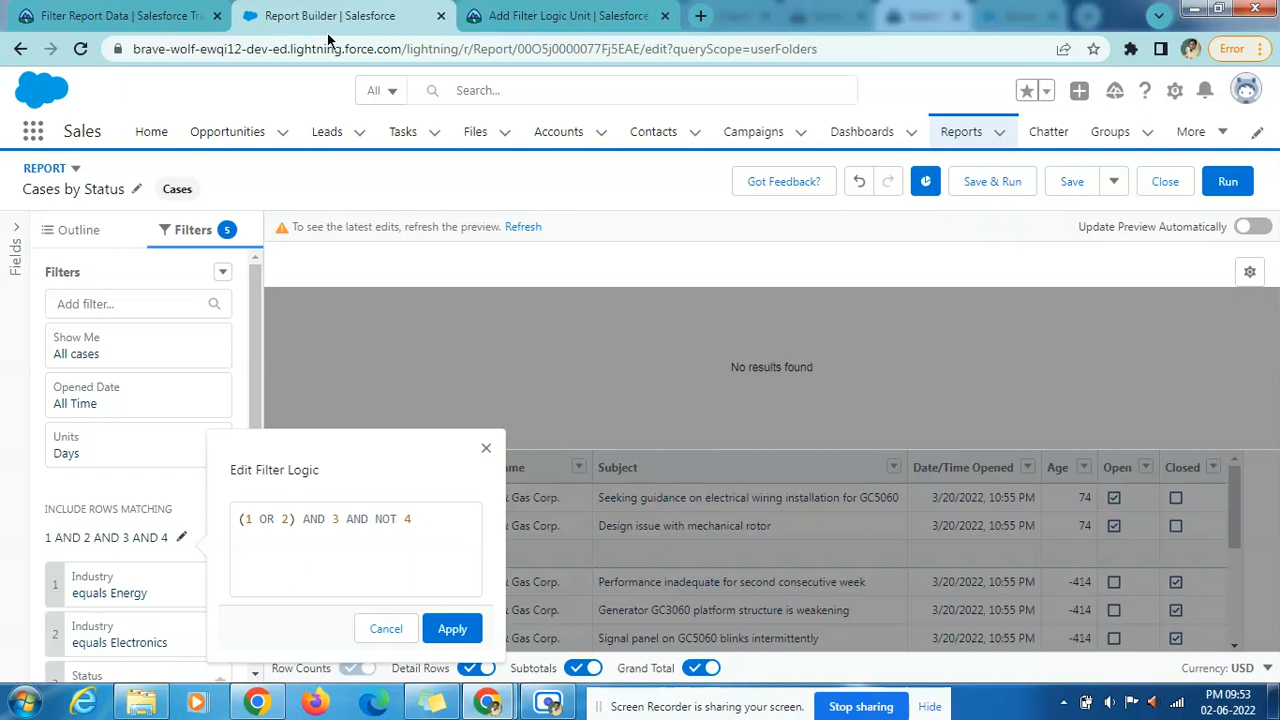 Filter Report Data | Salesforce Tra
Report Builder | Salesforce
Add Filter Logic Unit | Salesforce
brave-wolf-ewqi12-dev-ed.lightning.force.com/lightning/r/Report/00O5j0000077Fj5EAE/edit?queryScope=userFolders
Error
All
Search...
Sales
Home
Opportunities
Leads
Tasks
Files
Accounts
Contacts
Campaigns
Dashboards
Reports
Chatter
Groups
More
REPORT
Cases by Status
Cases
Got Feedback?
Save & Run
Save
Close
Run
Fields
Outline
Filters 5
To see the latest edits, refresh the preview. Refresh
Update Preview Automatically
Filters
Add filter...
Show Me
All cases
Opened Date
All Time
Units
Days
No results found
Edit Filter Logic
(1 OR 2) AND 3 AND NOT 4
Cancel
Apply
INCLUDE ROWS MATCHING
1 AND 2 AND 3 AND 4
1
Industry
equals Energy
2
Industry
equals Electronics
Status
Subject Date/Time Opened Age Open Closed
Gas Corp. Seeking guidance on electrical wiring installation for GC5060 3/20/2022, 10:55 PM 74
& Gas Corp. Design issue with mechanical rotor 3/20/2022, 10:55 PM 74
& Gas Corp. Performance inadequate for second consecutive week 3/20/2022, 10:55 PM -414
& Gas Corp. Generator GC3060 platform structure is weakening 3/20/2022, 10:55 PM -414
& Gas Corp. Signal panel on GC5060 blinks intermittently 3/20/2022, 10:55 PM -414
Row Counts
Detail Rows
Subtotals
Grand Total
Currency: USD
Screen Recorder is sharing your screen.
Stop sharing
Hide
PM 09:53
02-06-2022